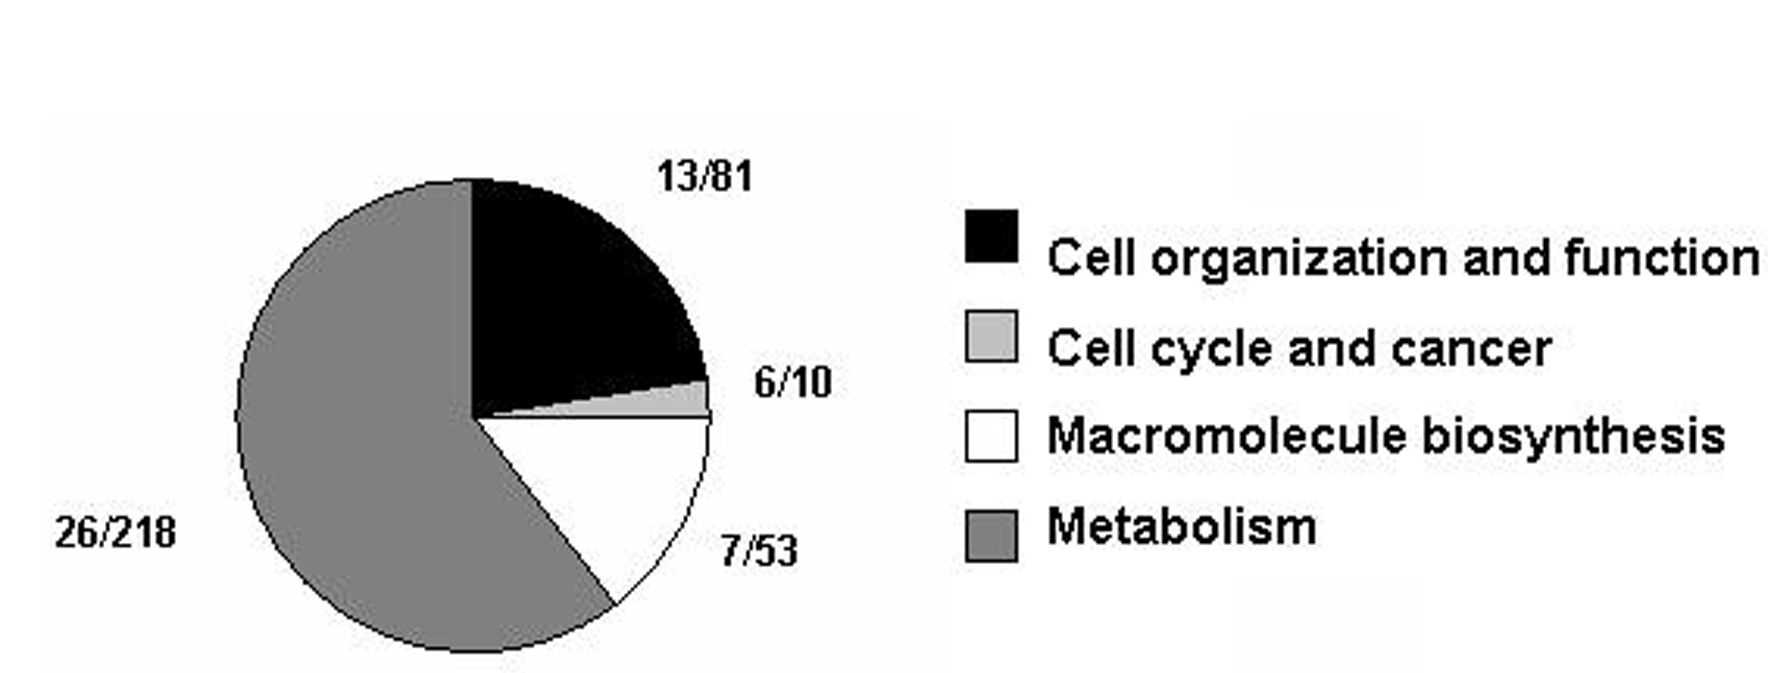 13/81
6/10
7/53
26/218
Cell organization and function
Cell cycle and cancer
Macromolecule biosynthesis
Metabolism